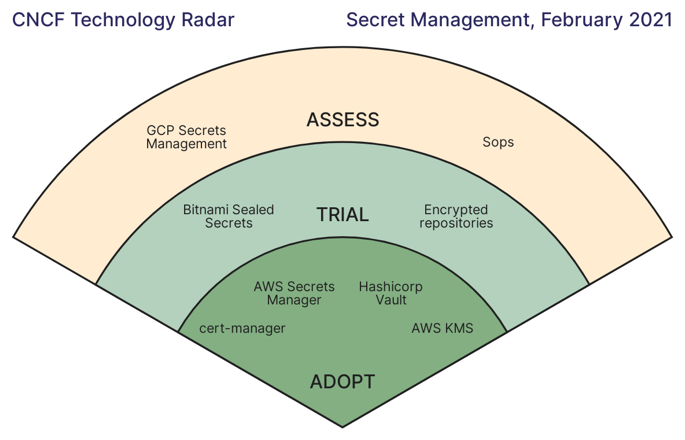 CNCF Technology Radar
Secret Management, February 2021
ASSESS
GCP Secrets
Management
Sops
TRIAL
Bitnami Sealed
Secrets
Encrypted
repositories
AWS Secrets
Manager
Hashicorp
Vault
cert-manager
AWS KMS
ADOPT